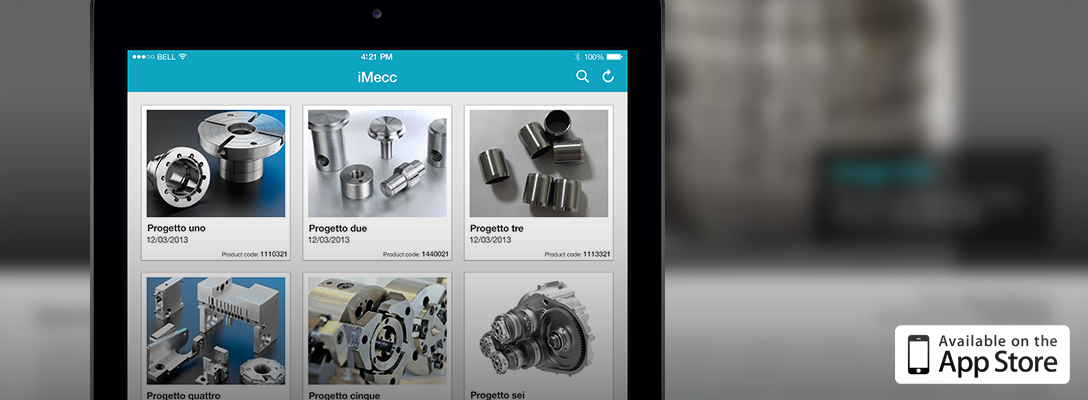 BELL 4:21 PM 100%
iMecc
Progetto uno
12/03/2013
Product code: 1110321
Progetto due
12/03/2013
Product code: 1440021
Progetto tre
12/03/2013
Product code: 1113321
Progetto quattro
Progetto cinque
Progetto sei
Available on the
App Store